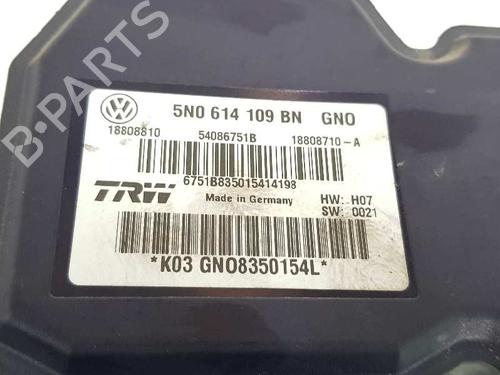 B-PARTS
5N0 614 109 BN GNO
18808810 54086751B 18808710-A
6751B835015414198
TRW
Made in Germany
HW: H07
SW: 0021
*K03 GNO8350154L*